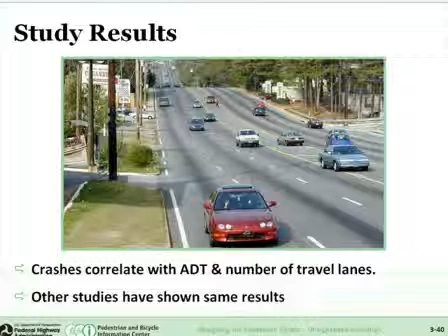 Study Results
Crashes correlate with ADT & number of travel lanes.
Other studies have shown same results
Federal Highway
Pedestrian and Bicycle
Information Center
3-40